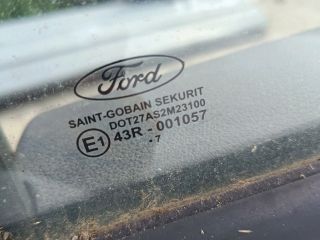 Ford
SAINT-GOBAIN SEKURIT
DOT27AS2M23100
E1 43R - 001057
.7